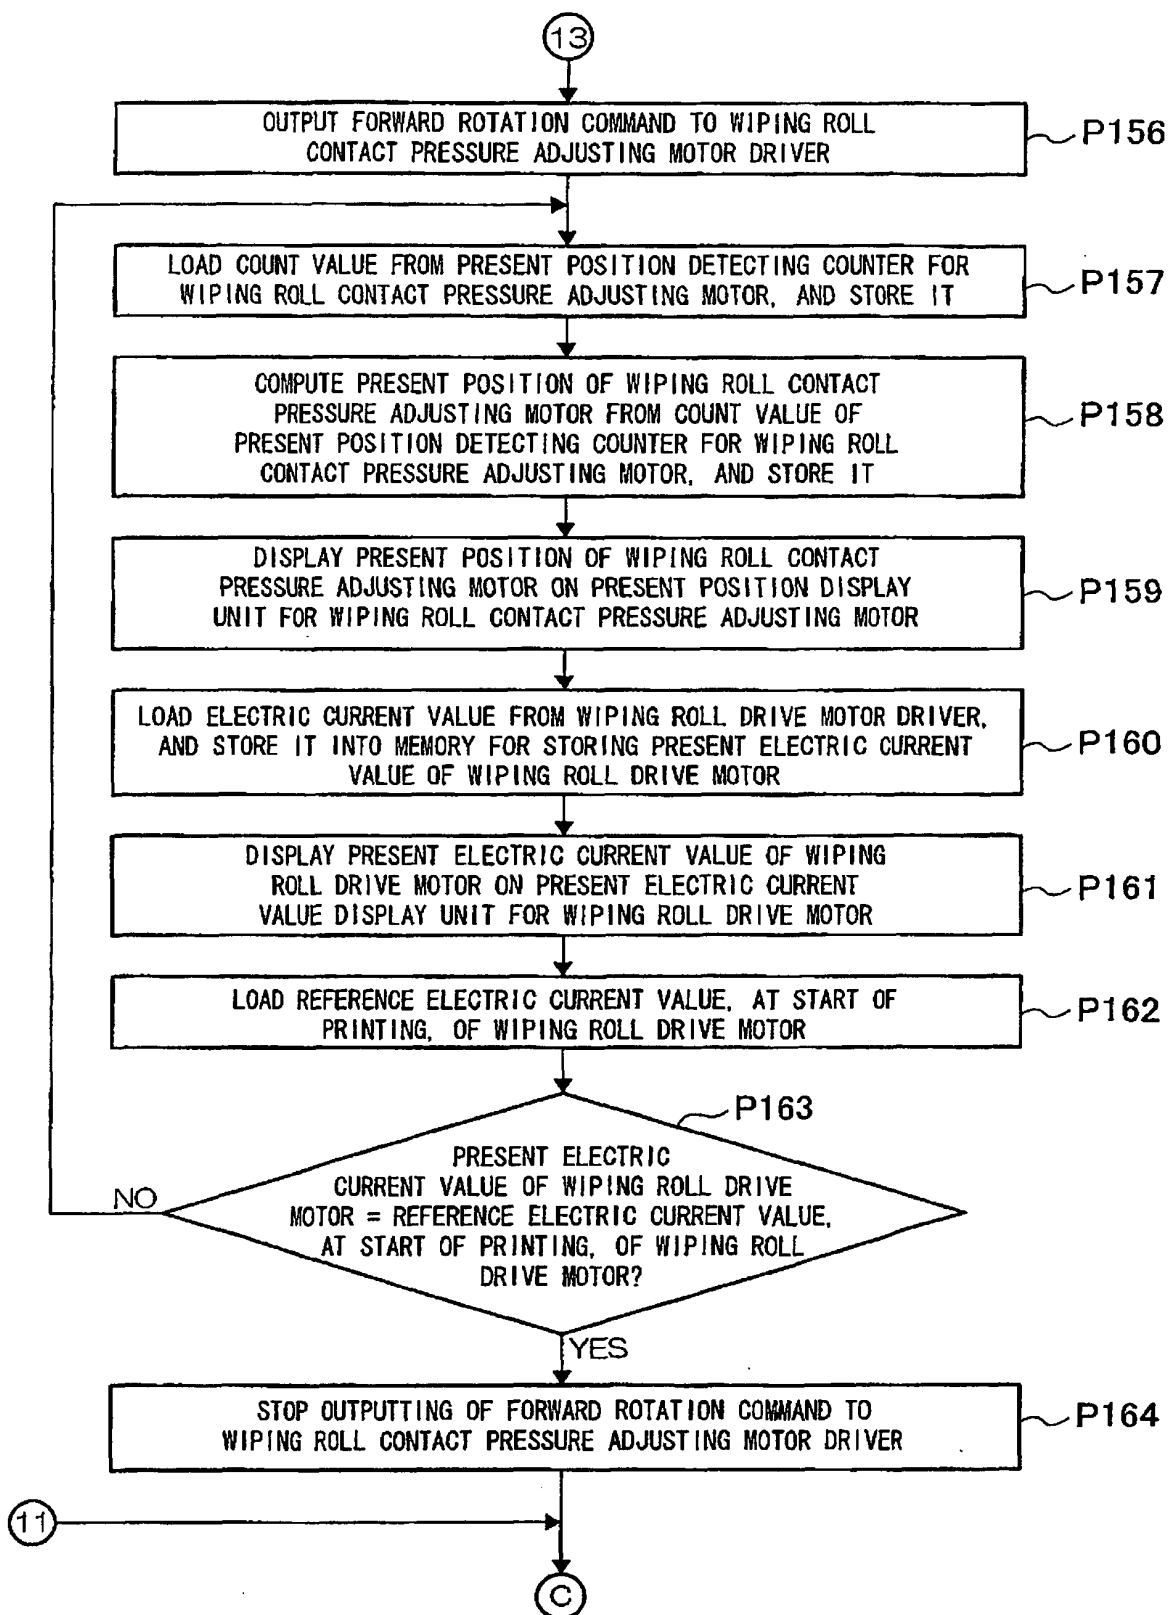 13
OUTPUT FORWARD ROTATION COMMAND TO WIPING ROLL
CONTACT PRESSURE ADJUSTING MOTOR DRIVER
P156
LOAD COUNT VALUE FROM PRESENT POSITION DETECTING COUNTER FOR
WIPING ROLL CONTACT PRESSURE ADJUSTING MOTOR, AND STORE IT
P157
COMPUTE PRESENT POSITION OF WIPING ROLL CONTACT
PRESSURE ADJUSTING MOTOR FROM COUNT VALUE OF
PRESENT POSITION DETECTING COUNTER FOR WIPING ROLL
CONTACT PRESSURE ADJUSTING MOTOR, AND STORE IT
P158
DISPLAY PRESENT POSITION OF WIPING ROLL CONTACT
PRESSURE ADJUSTING MOTOR ON PRESENT POSITION DISPLAY
UNIT FOR WIPING ROLL CONTACT PRESSURE ADJUSTING MOTOR
P159
LOAD ELECTRIC CURRENT VALUE FROM WIPING ROLL DRIVE MOTOR DRIVER,
AND STORE IT INTO MEMORY FOR STORING PRESENT ELECTRIC CURRENT
VALUE OF WIPING ROLL DRIVE MOTOR
P160
DISPLAY PRESENT ELECTRIC CURRENT VALUE OF WIPING
ROLL DRIVE MOTOR ON PRESENT ELECTRIC CURRENT
VALUE DISPLAY UNIT FOR WIPING ROLL DRIVE MOTOR
P161
LOAD REFERENCE ELECTRIC CURRENT VALUE, AT START OF
PRINTING, OF WIPING ROLL DRIVE MOTOR
P162
P163
PRESENT ELECTRIC
CURRENT VALUE OF WIPING ROLL DRIVE
MOTOR = REFERENCE ELECTRIC CURRENT VALUE,
AT START OF PRINTING, OF WIPING ROLL
DRIVE MOTOR?
NO
YES
STOP OUTPUTTING OF FORWARD ROTATION COMMAND TO
WIPING ROLL CONTACT PRESSURE ADJUSTING MOTOR DRIVER
P164
11
C